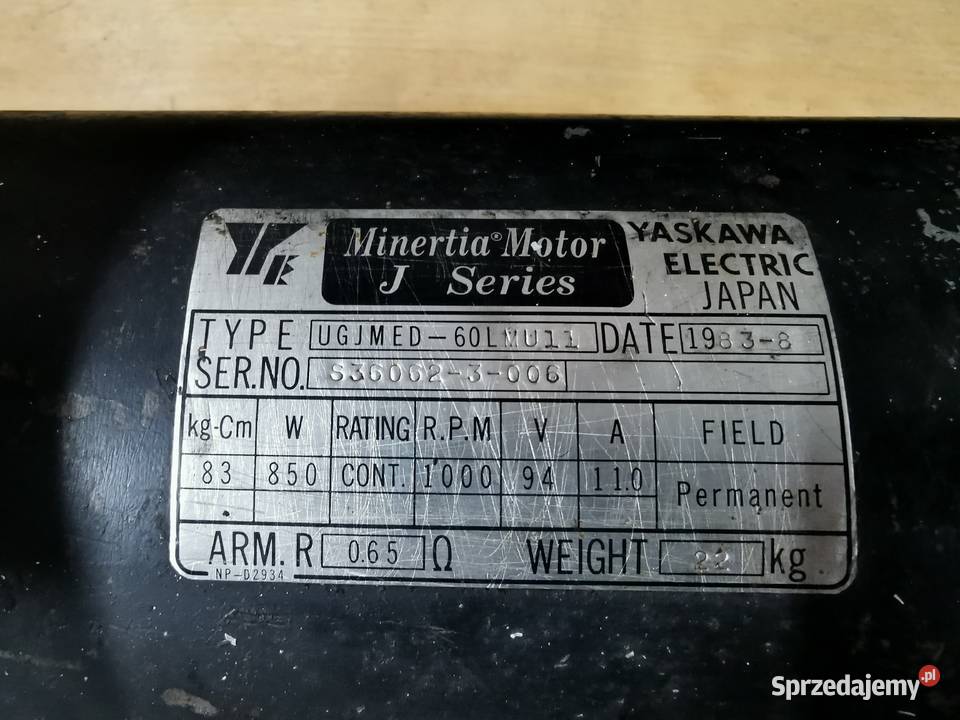 YE
Minertia® Motor
J Series
YASKAWA
ELECTRIC
JAPAN
TYPE UGJMED-60LMU11 DATE 1983-8
SER.NO. S36062-3-006
kg-Cm W RATING R.P.M V A FIELD
83 850 CONT. 1000 94 11.0 Permanent
ARM. R 0.65 Ω WEIGHT 22 kg
NP-D2934
Sprzedajemy.pl